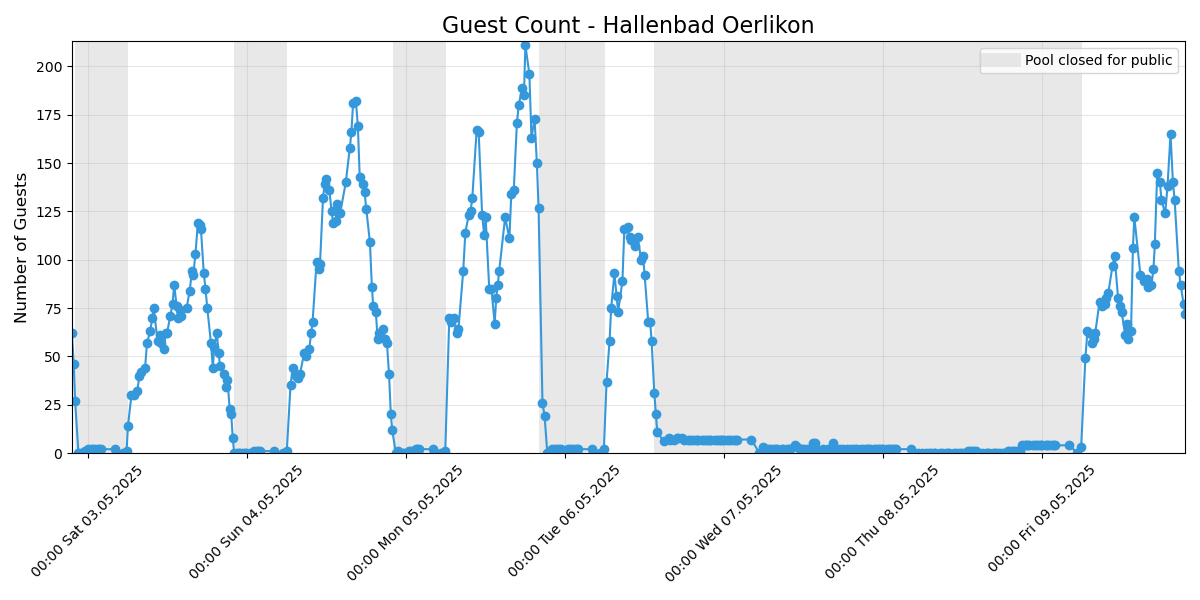 Guest Count - Hallenbad Oerlikon
Pool closed for public
Number of Guests
200
175
150
125
100
75
50
25
0
00:00 Sat 03.05.2025
00:00 Sun 04.05.2025
00:00 Mon 05.05.2025
00:00 Tue 06.05.2025
00:00 Wed 07.05.2025
00:00 Thu 08.05.2025
00:00 Fri 09.05.2025